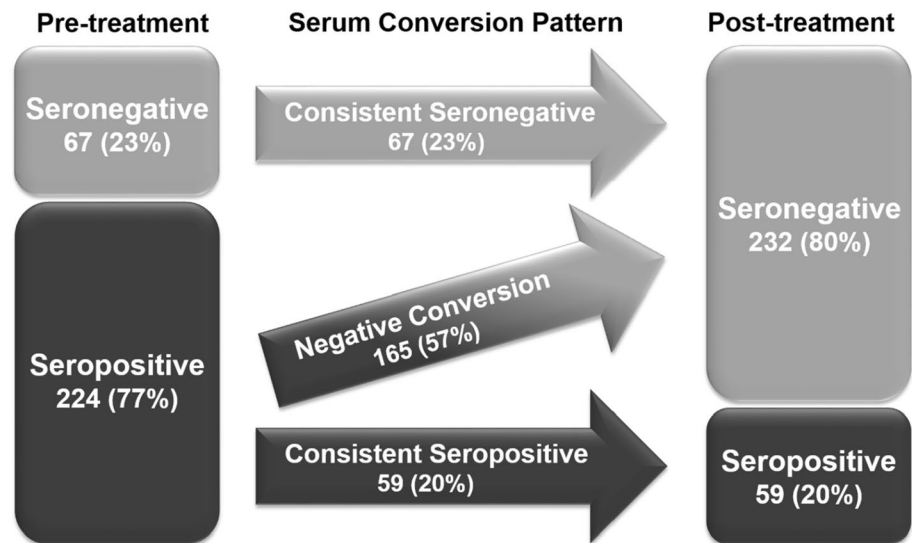 Pre-treatment
Serum Conversion Pattern
Post-treatment
Seronegative
67 (23%)
Consistent Seronegative
67 (23%)
Seronegative
232 (80%)
Negative Conversion
165 (57%)
Seropositive
224 (77%)
Consistent Seropositive
59 (20%)
Seropositive
59 (20%)